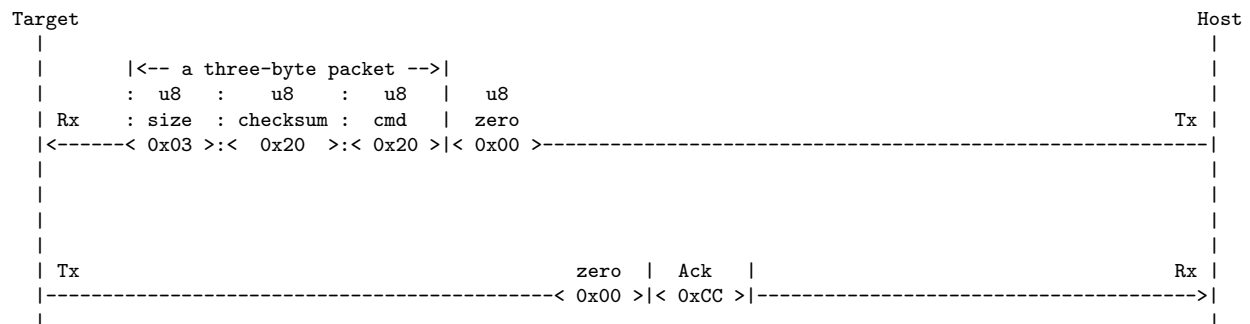 Target Host
|<-- a three-byte packet -->|
: u8 : u8 : u8 | u8
| Rx : size : checksum : cmd | zero Tx |
|<------< 0x03 >:< 0x20 >:< 0x20 >|< 0x00 >---------------------------------------------------------|
| Tx zero | Ack | Rx |
|-------------------------------------------< 0x00 >|< 0xCC >|-------------------------------------->|